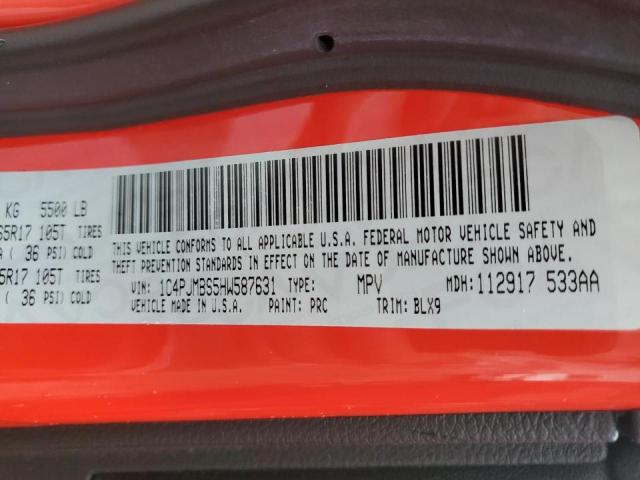 KG 5500 LB
5R17 105T TIRES
( 36 PSI) COLD
5R17 105T TIRES
( 36 PSI) COLD
THIS VEHICLE CONFORMS TO ALL APPLICABLE U.S.A. FEDERAL MOTOR VEHICLE SAFETY AND
THEFT PREVENTION STANDARDS IN EFFECT ON THE DATE OF MANUFACTURE SHOWN ABOVE.
VIN: 1C4PJMBS5HW587631 TYPE: MPV MDH: 112917 533AA
VEHICLE MADE IN U.S.A. PAINT: PRC TRIM: BLX9